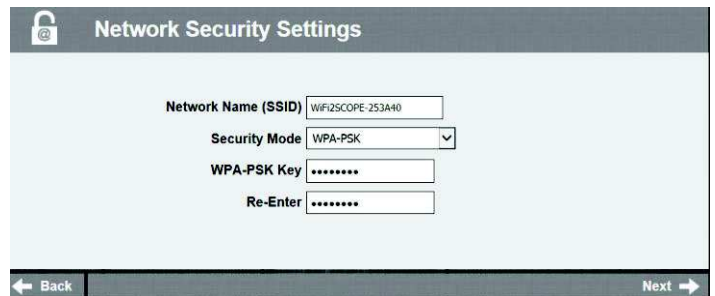 @ Network Security Settings
Network Name (SSID) WiFi2SCOPE-253A40
Security Mode WPA-PSK
WPA-PSK Key ••••••••
Re-Enter ••••••••
Back Next